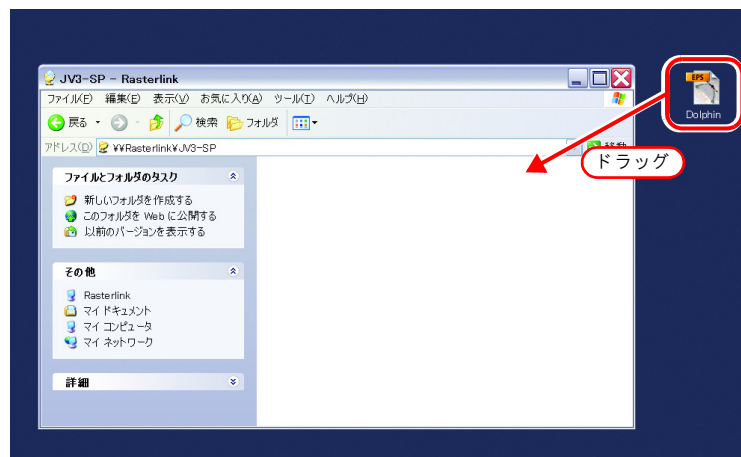 JV3-SP - Rasterlink
ファイル(F) 編集(E) 表示(V) お気に入り(A) ツール(T) ヘルプ(H)
戻る 検索 フォルダ
アドレス(D) ¥¥Rasterlink¥JV3-SP
EPS
Dolphin
ドラッグ
ファイルとフォルダのタスク
新しいフォルダを作成する
このフォルダを Web に公開する
以前のバージョンを表示する
その他
Rasterlink
マイ ドキュメント
マイ コンピュータ
マイ ネットワーク
詳細